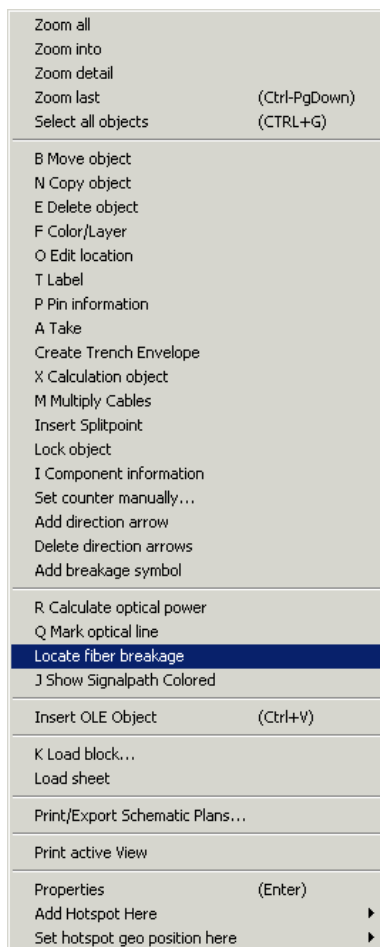 Zoom all
Zoom into
Zoom detail
Zoom last (Ctrl-PgDown)
Select all objects (CTRL+G)
B Move object
N Copy object
E Delete object
F Color/Layer
O Edit location
T Label
P Pin information
A Take
Create Trench Envelope
X Calculation object
M Multiply Cables
Insert Splitpoint
Lock object
I Component information
Set counter manually...
Add direction arrow
Delete direction arrows
Add breakage symbol
R Calculate optical power
Q Mark optical line
Locate fiber breakage
J Show Signalpath Colored
Insert OLE Object (Ctrl+V)
K Load block...
Load sheet
Print/Export Schematic Plans...
Print active View
Properties (Enter)
Add Hotspot Here
Set hotspot geo position here